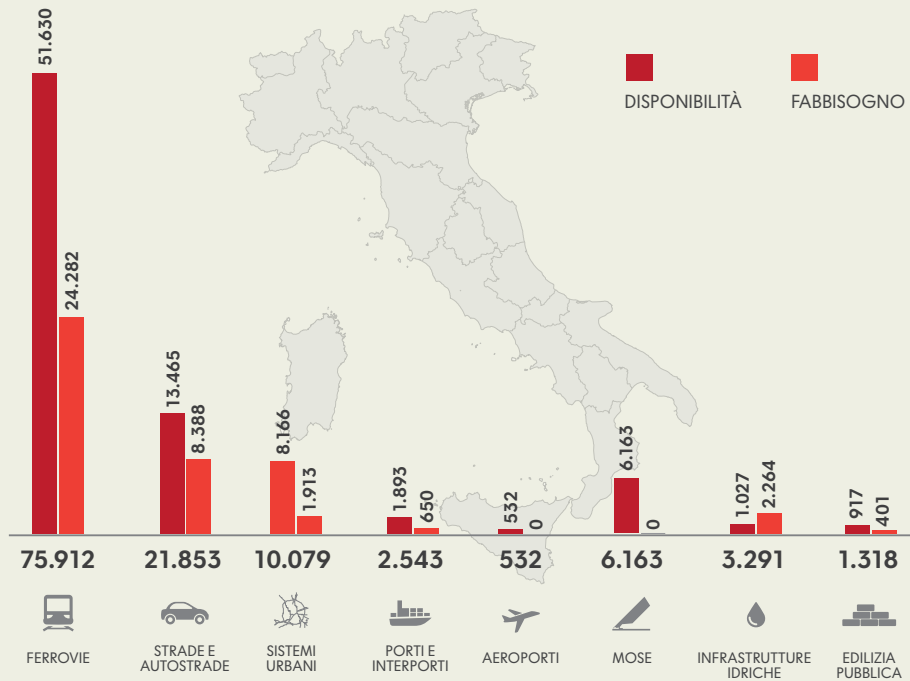 DISPONIBILITÀ
FABBISOGNO
51.630
24.282
13.465
8.388
8.166
1.913
1.893
650
532
0
6.163
0
1.027
2.264
917
401
75.912
21.853
10.079
2.543
532
6.163
3.291
1.318
FERROVIE
STRADE E
AUTOSTRADE
SISTEMI
URBANI
PORTI E
INTERPORTI
AEROPORTI
MOSE
INFRASTRUTTURE
IDRICHE
EDILIZIA
PUBBLICA